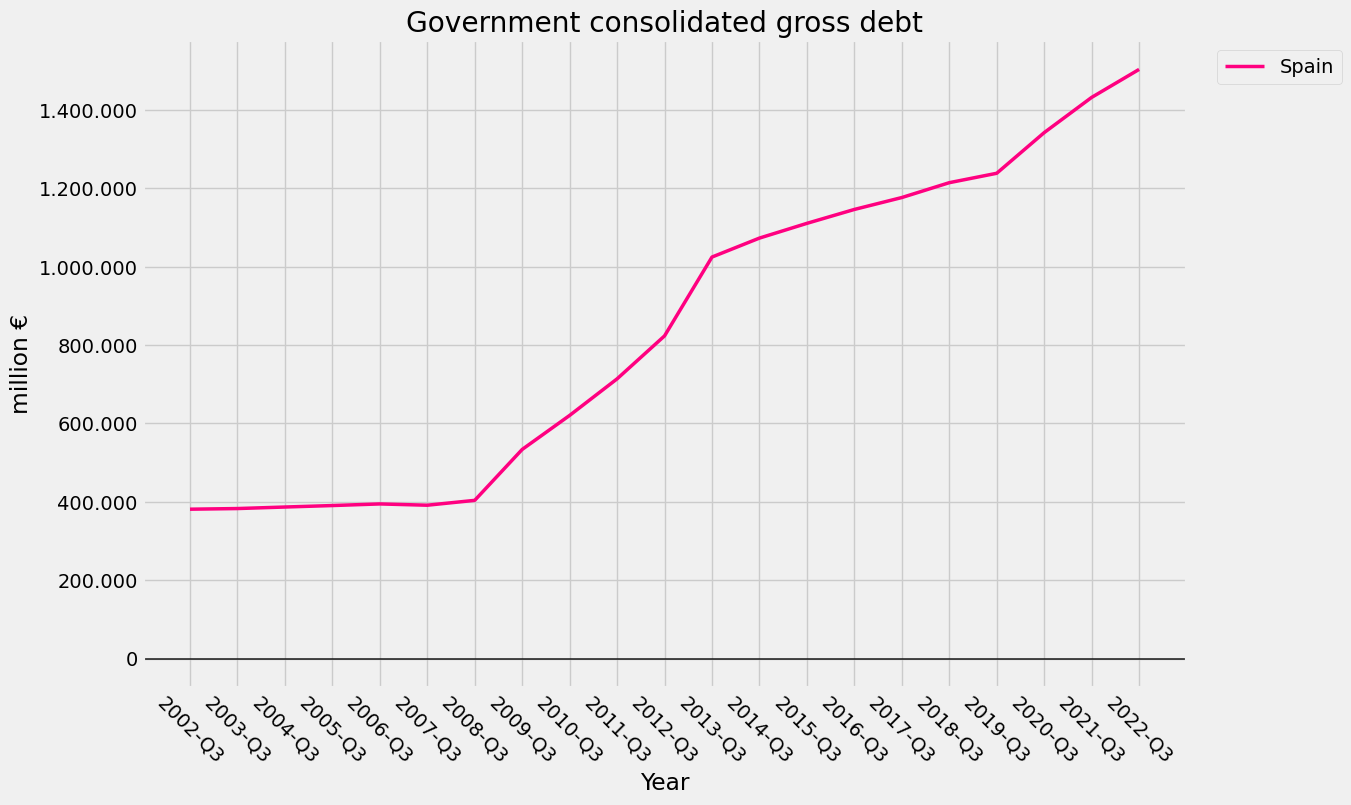 Government consolidated gross debt
Spain
1.400.000
1.200.000
1.000.000
800.000
600.000
400.000
200.000
0
million €
2002-Q3
2003-Q3
2004-Q3
2005-Q3
2006-Q3
2007-Q3
2008-Q3
2009-Q3
2010-Q3
2011-Q3
2012-Q3
2013-Q3
2014-Q3
2015-Q3
2016-Q3
2017-Q3
2018-Q3
2019-Q3
2020-Q3
2021-Q3
2022-Q3
Year